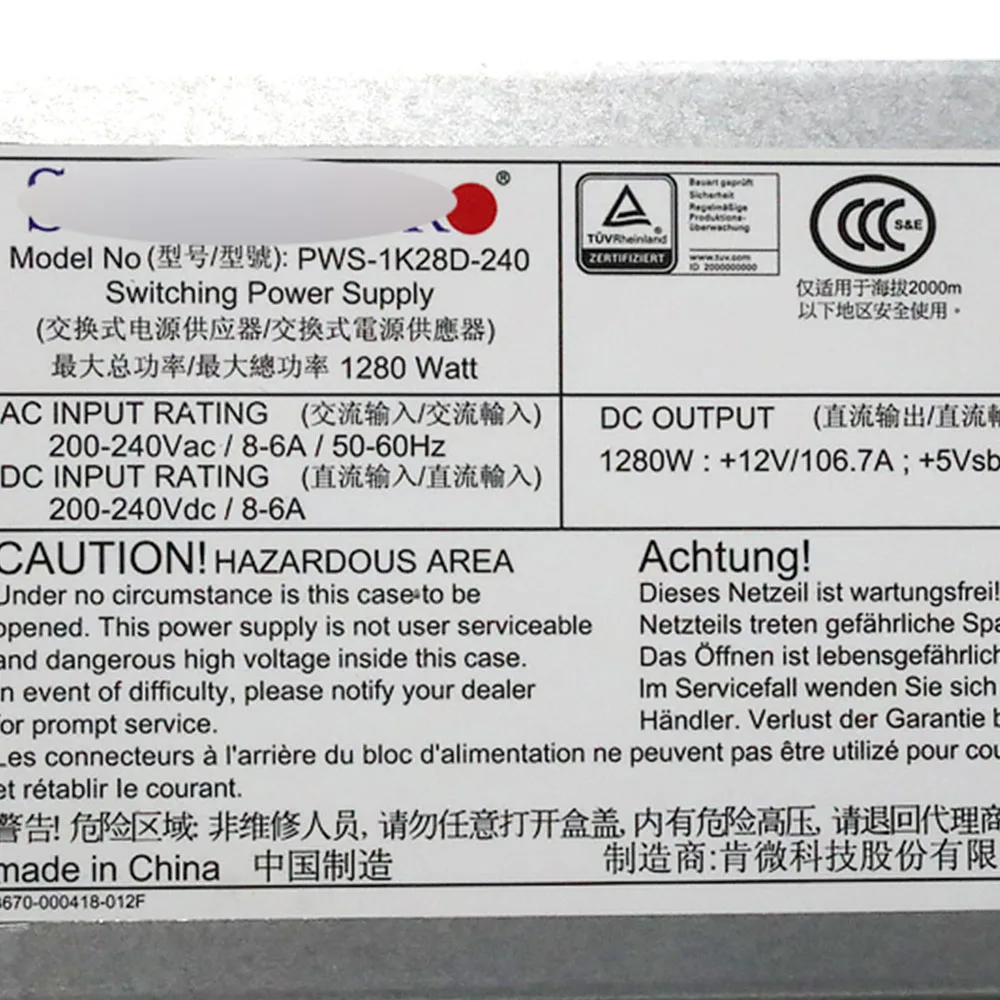 ®
Model No (型号/型號): PWS-1K28D-240
Switching Power Supply
(交换式电源供应器/交換式電源供應器)
最大总功率/最大總功率 1280 Watt
TÜVRheinland ®
ZERTIFIZIERT
Bauart geprüft
Sicherheit
Regelmäßige
Produktions-
überwachung
www.tuv.com
ID 2000000000
CCC S&E
仅适用于海拔2000m
以下地区安全使用。
AC INPUT RATING (交流输入/交流輸入)
200-240Vac / 8-6A / 50-60Hz
DC INPUT RATING (直流输入/直流輸入)
200-240Vdc / 8-6A
DC OUTPUT (直流输出/直流輸
1280W : +12V/106.7A ; +5Vsb
CAUTION! HAZARDOUS AREA
Under no circumstance is this case to be
opened. This power supply is not user serviceable
and dangerous high voltage inside this case.
In event of difficulty, please notify your dealer
for prompt service.
Achtung!
Dieses Netzeil ist wartungsfrei!
Netzteils treten gefährliche Spa
Das Öffnen ist lebensgefährlich
Im Servicefall wenden Sie sich
Händler. Verlust der Garantie b
Les connecteurs à l'arrière du bloc d'alimentation ne peuvent pas être utilizé pour cou
et rétablir le courant.
警告! 危险区域: 非维修人员, 请勿任意打开盒盖, 内有危险高压, 请退回代理商
made in China 中国制造
制造商:肯微科技股份有限
670-000418-012F